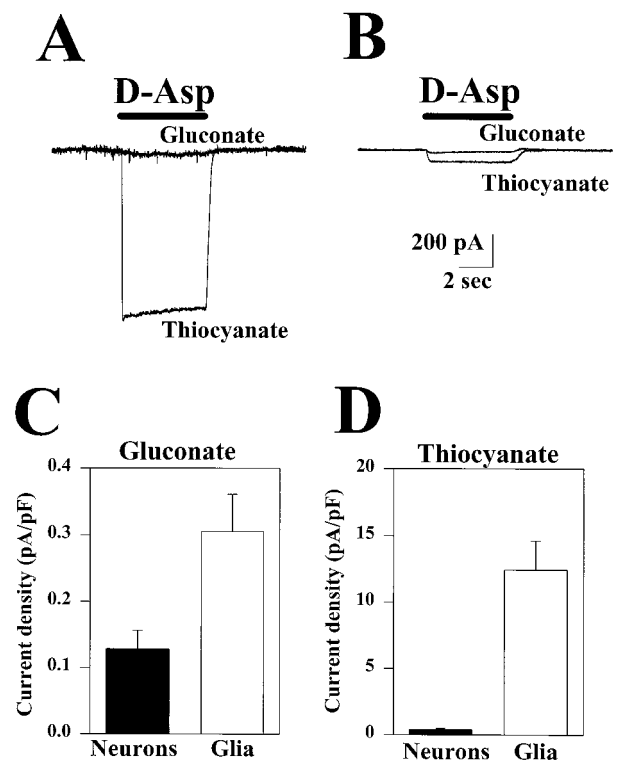 A
B
D-Asp
D-Asp
Gluconate
Gluconate
Thiocyanate
200 pA
2 sec
Thiocyanate
C
D
Gluconate
Thiocyanate
Current density (pA/pF)
0.4
0.3
0.2
0.1
0.0
Neurons
Glia
Current density (pA/pF)
20
15
10
5
0
Neurons
Glia